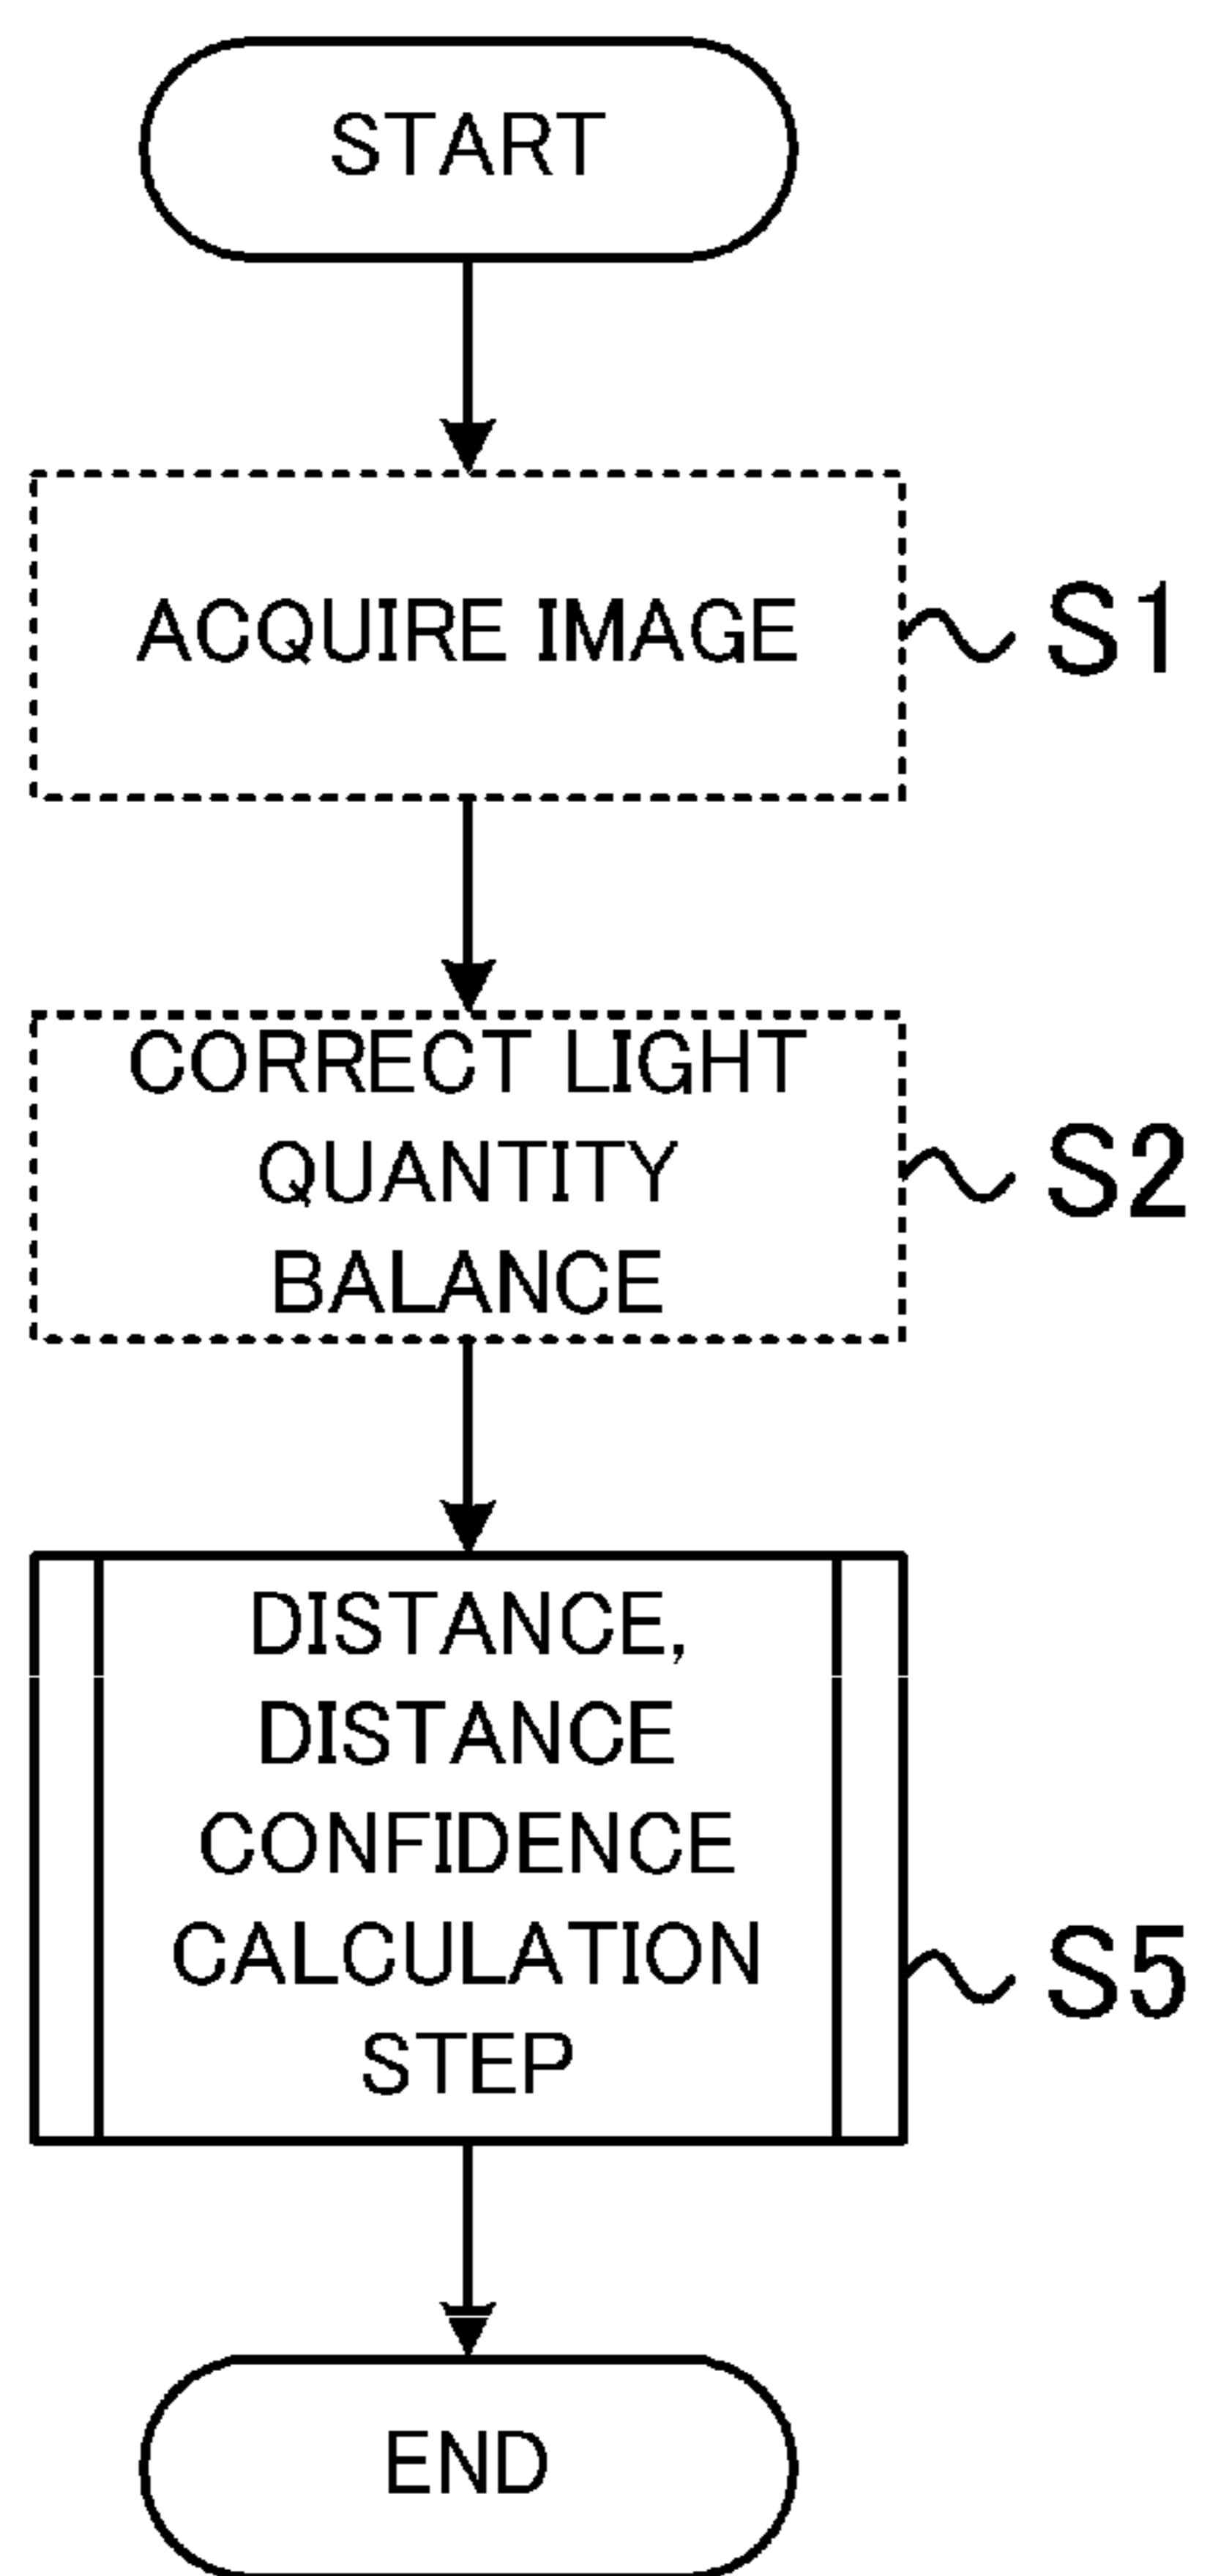 START
ACQUIRE IMAGE
S1
CORRECT LIGHT
QUANTITY
BALANCE
S2
DISTANCE,
DISTANCE
CONFIDENCE
CALCULATION
STEP
S5
END